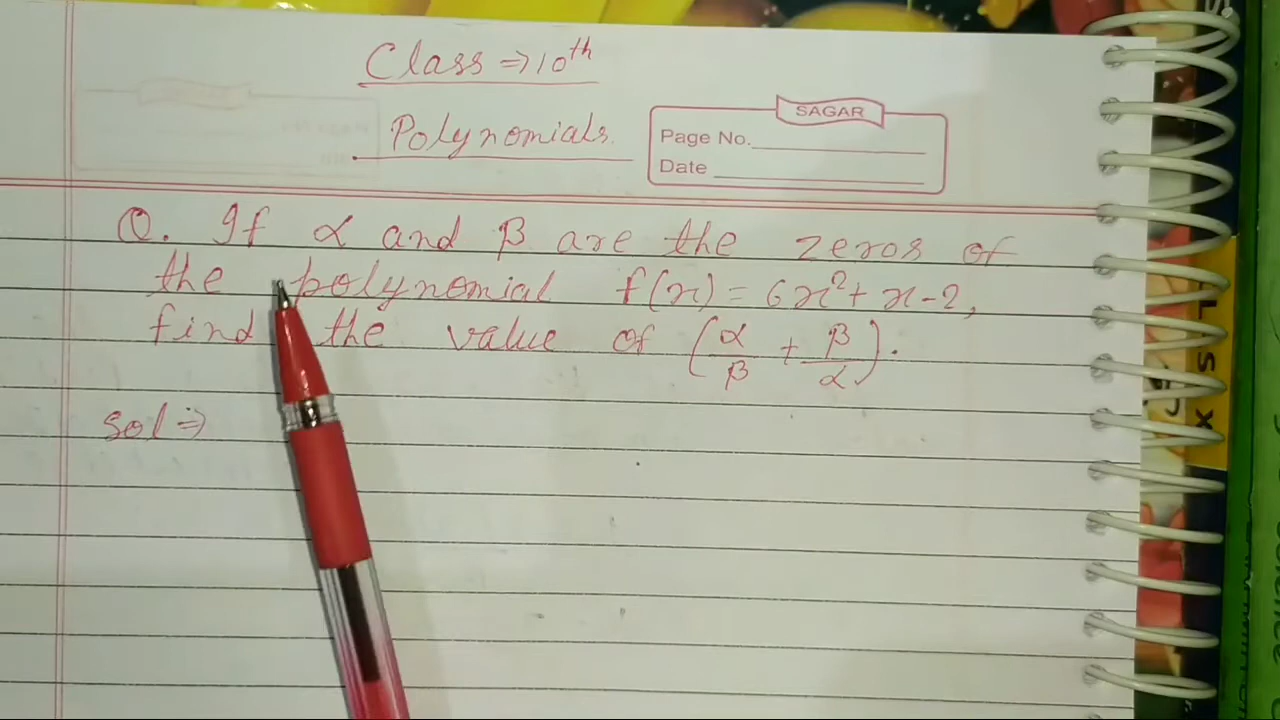 Class ⇒ 10th
Polynomials.
SAGAR
Page No.
Date
Q. If α and β are the zeros of
the polynomial f(x) = 6x²+x-2,
find the value of (α/β + β/α).
Sol ⇒